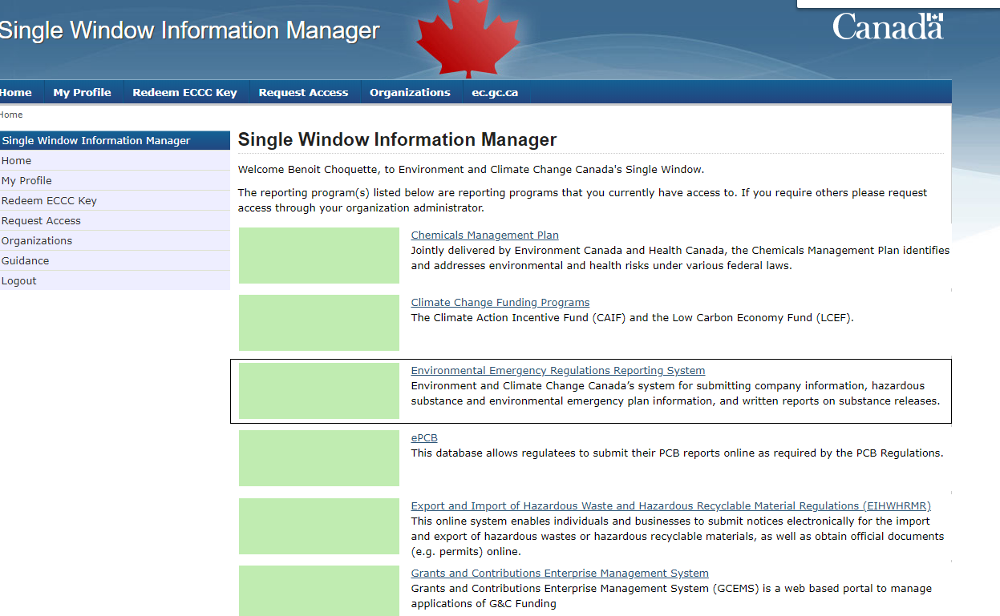 Single Window Information Manager
Canada
Home My Profile Redeem ECCC Key Request Access Organizations ec.gc.ca
Home
Single Window Information Manager
Home
My Profile
Redeem ECCC Key
Request Access
Organizations
Guidance
Logout
Single Window Information Manager
Welcome Benoit Choquette, to Environment and Climate Change Canada's Single Window.
The reporting program(s) listed below are reporting programs that you currently have access to. If you require others please request
access through your organization administrator.
Chemicals Management Plan
Jointly delivered by Environment Canada and Health Canada, the Chemicals Management Plan identifies
and addresses environmental and health risks under various federal laws.
Climate Change Funding Programs
The Climate Action Incentive Fund (CAIF) and the Low Carbon Economy Fund (LCEF).
Environmental Emergency Regulations Reporting System
Environment and Climate Change Canada’s system for submitting company information, hazardous
substance and environmental emergency plan information, and written reports on substance releases.
ePCB
This database allows regulatees to submit their PCB reports online as required by the PCB Regulations.
Export and Import of Hazardous Waste and Hazardous Recyclable Material Regulations (EIHWHRMR)
This online system enables individuals and businesses to submit notices electronically for the import
and export of hazardous wastes or hazardous recyclable materials, as well as obtain official documents
(e.g. permits) online.
Grants and Contributions Enterprise Management System
Grants and Contributions Enterprise Management System (GCEMS) is a web based portal to manage
applications of G&C Funding